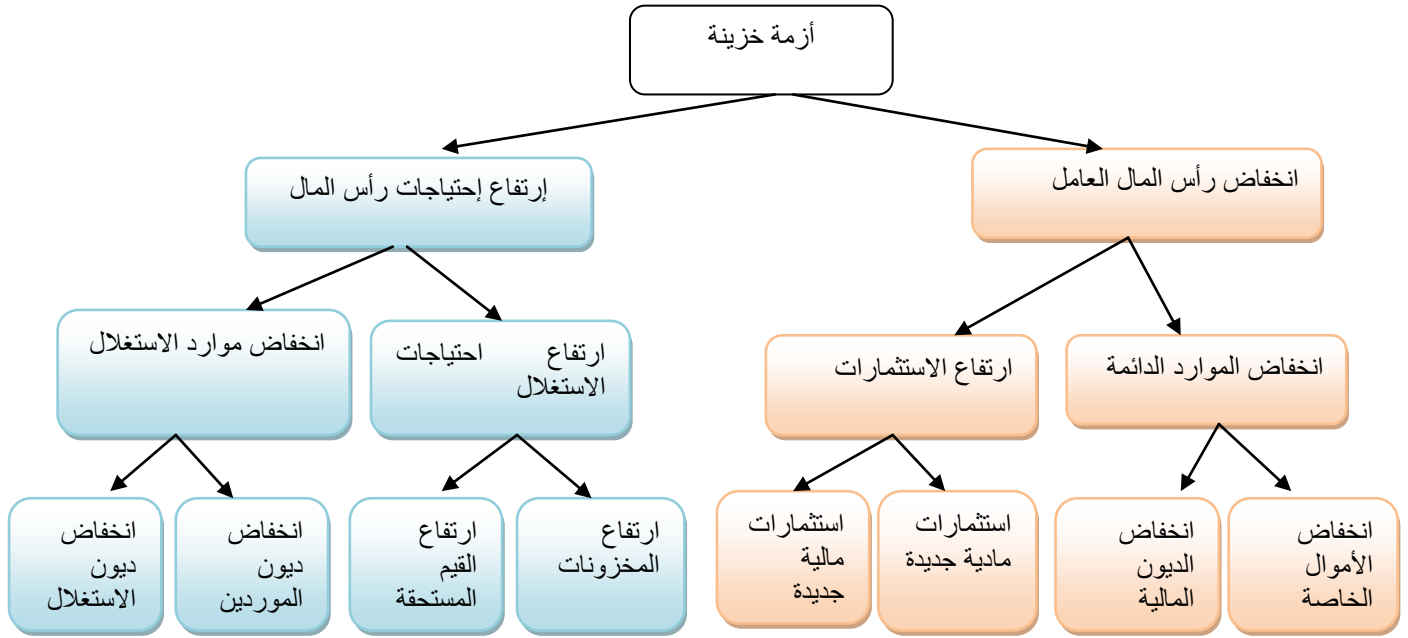 أزمة خزينة
انخفاض رأس المال العامل
إرتفاع إحتياجات رأس المال
انخفاض الموارد الدائمة
ارتفاع الاستثمارات
ارتفاع احتياجات
الاستغلال
انخفاض موارد الاستغلال
انخفاض
الأموال
الخاصة
انخفاض
الديون
المالية
استثمارات
مادية جديدة
استثمارات
مالية
جديدة
ارتفاع
المخزونات
ارتفاع
القيم
المستحقة
انخفاض
ديون
الموردين
انخفاض
ديون
الاستغلال